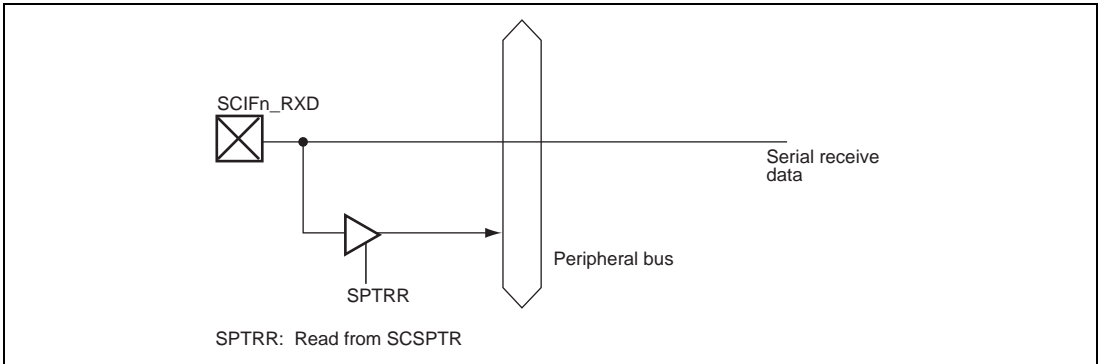 SCIFn_RXD
Serial receive
data
Peripheral bus
SPTRR
SPTRR: Read from SCSPTR